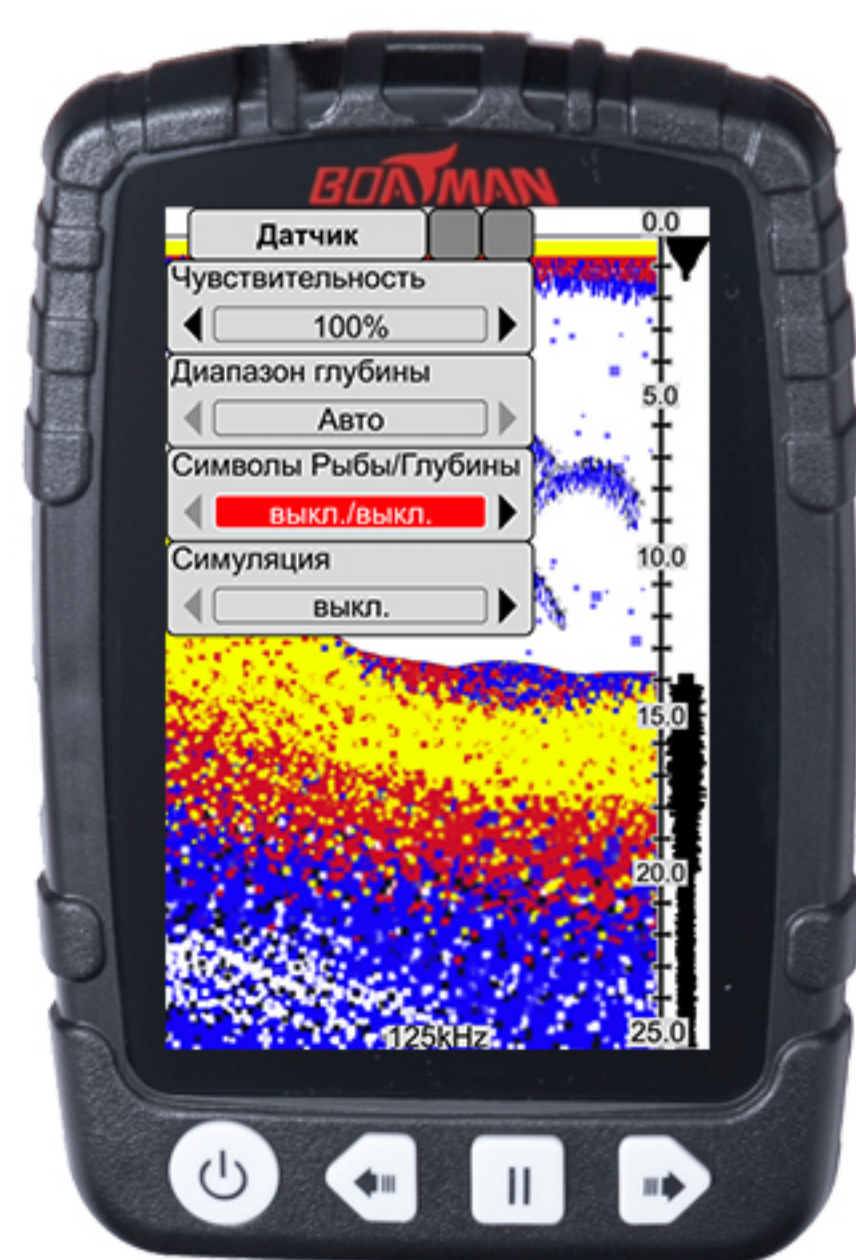 BOATMAN
Датчик
0.0
Чувствительность
100%
Диапазон глубины
5.0
Авто
Символы Рыбы/Глубины
выкл./выкл.
Симуляция
10.0
выкл.
15.0
20.0
125kHz
25.0